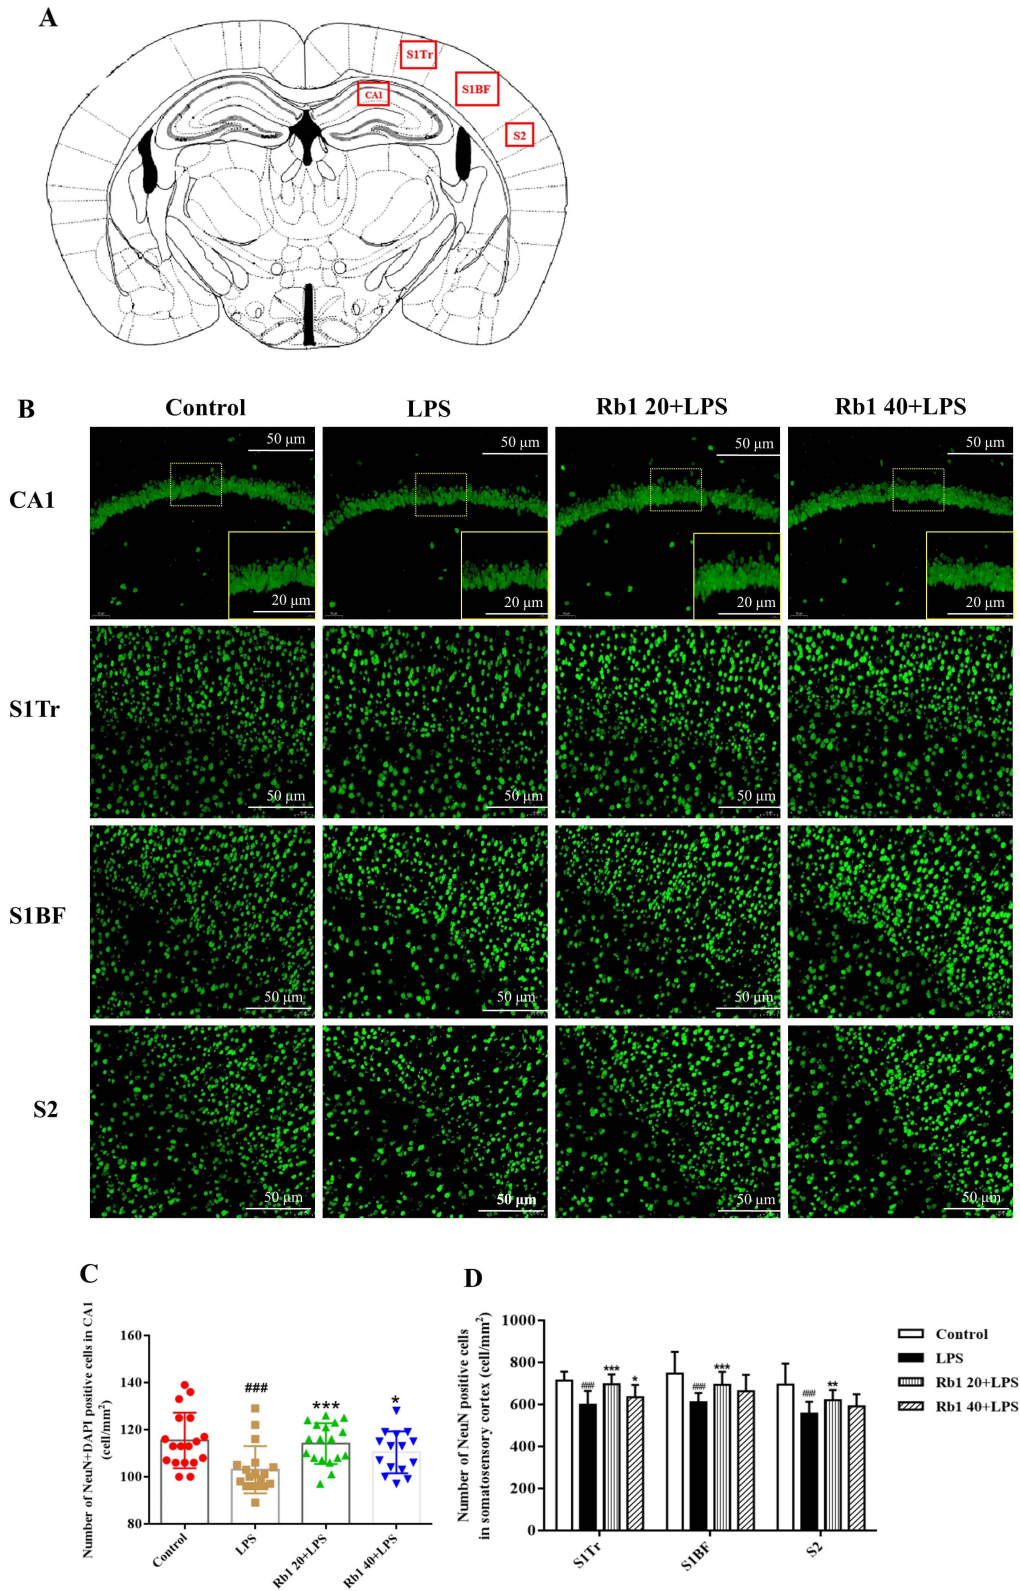 A
S1Tr
S1BF
CA1
S2
B
Control
LPS
Rb1 20+LPS
Rb1 40+LPS
CA1
50 μm
50 μm
50 μm
50 μm
20 μm
20 μm
20 μm
20 μm
S1Tr
50 μm
50 μm
50 μm
50 μm
S1BF
50 μm
50 μm
50 μm
50 μm
S2
50 μm
50 μm
50 μm
50 μm
C
Number of NeuN+DAPI positive cells in CA1
(cell/mm²)
160
140
120
100
80
###
***
*
Control
LPS
Rb1 20+LPS
Rb1 40+LPS
D
Number of NeuN positive cells
in somatosensory cortex (cell/mm²)
1000
800
600
400
200
0
###
***
*
###
***
###
**
S1Tr
S1BF
S2
Control
LPS
Rb1 20+LPS
Rb1 40+LPS